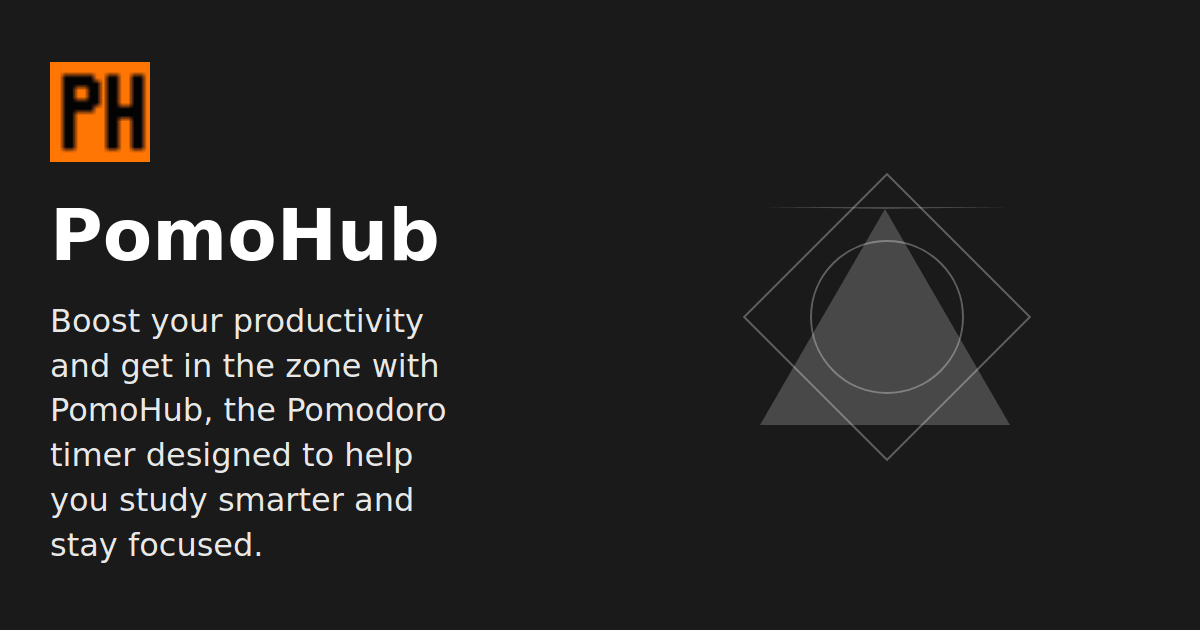 PH
PomoHub
Boost your productivity
and get in the zone with
PomoHub, the Pomodoro
timer designed to help
you study smarter and
stay focused.